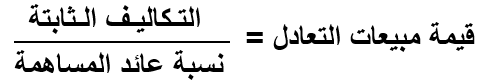 قيمة مبيعات التعادل =
التكاليف الثابتة
نسبة عائد المساهمة